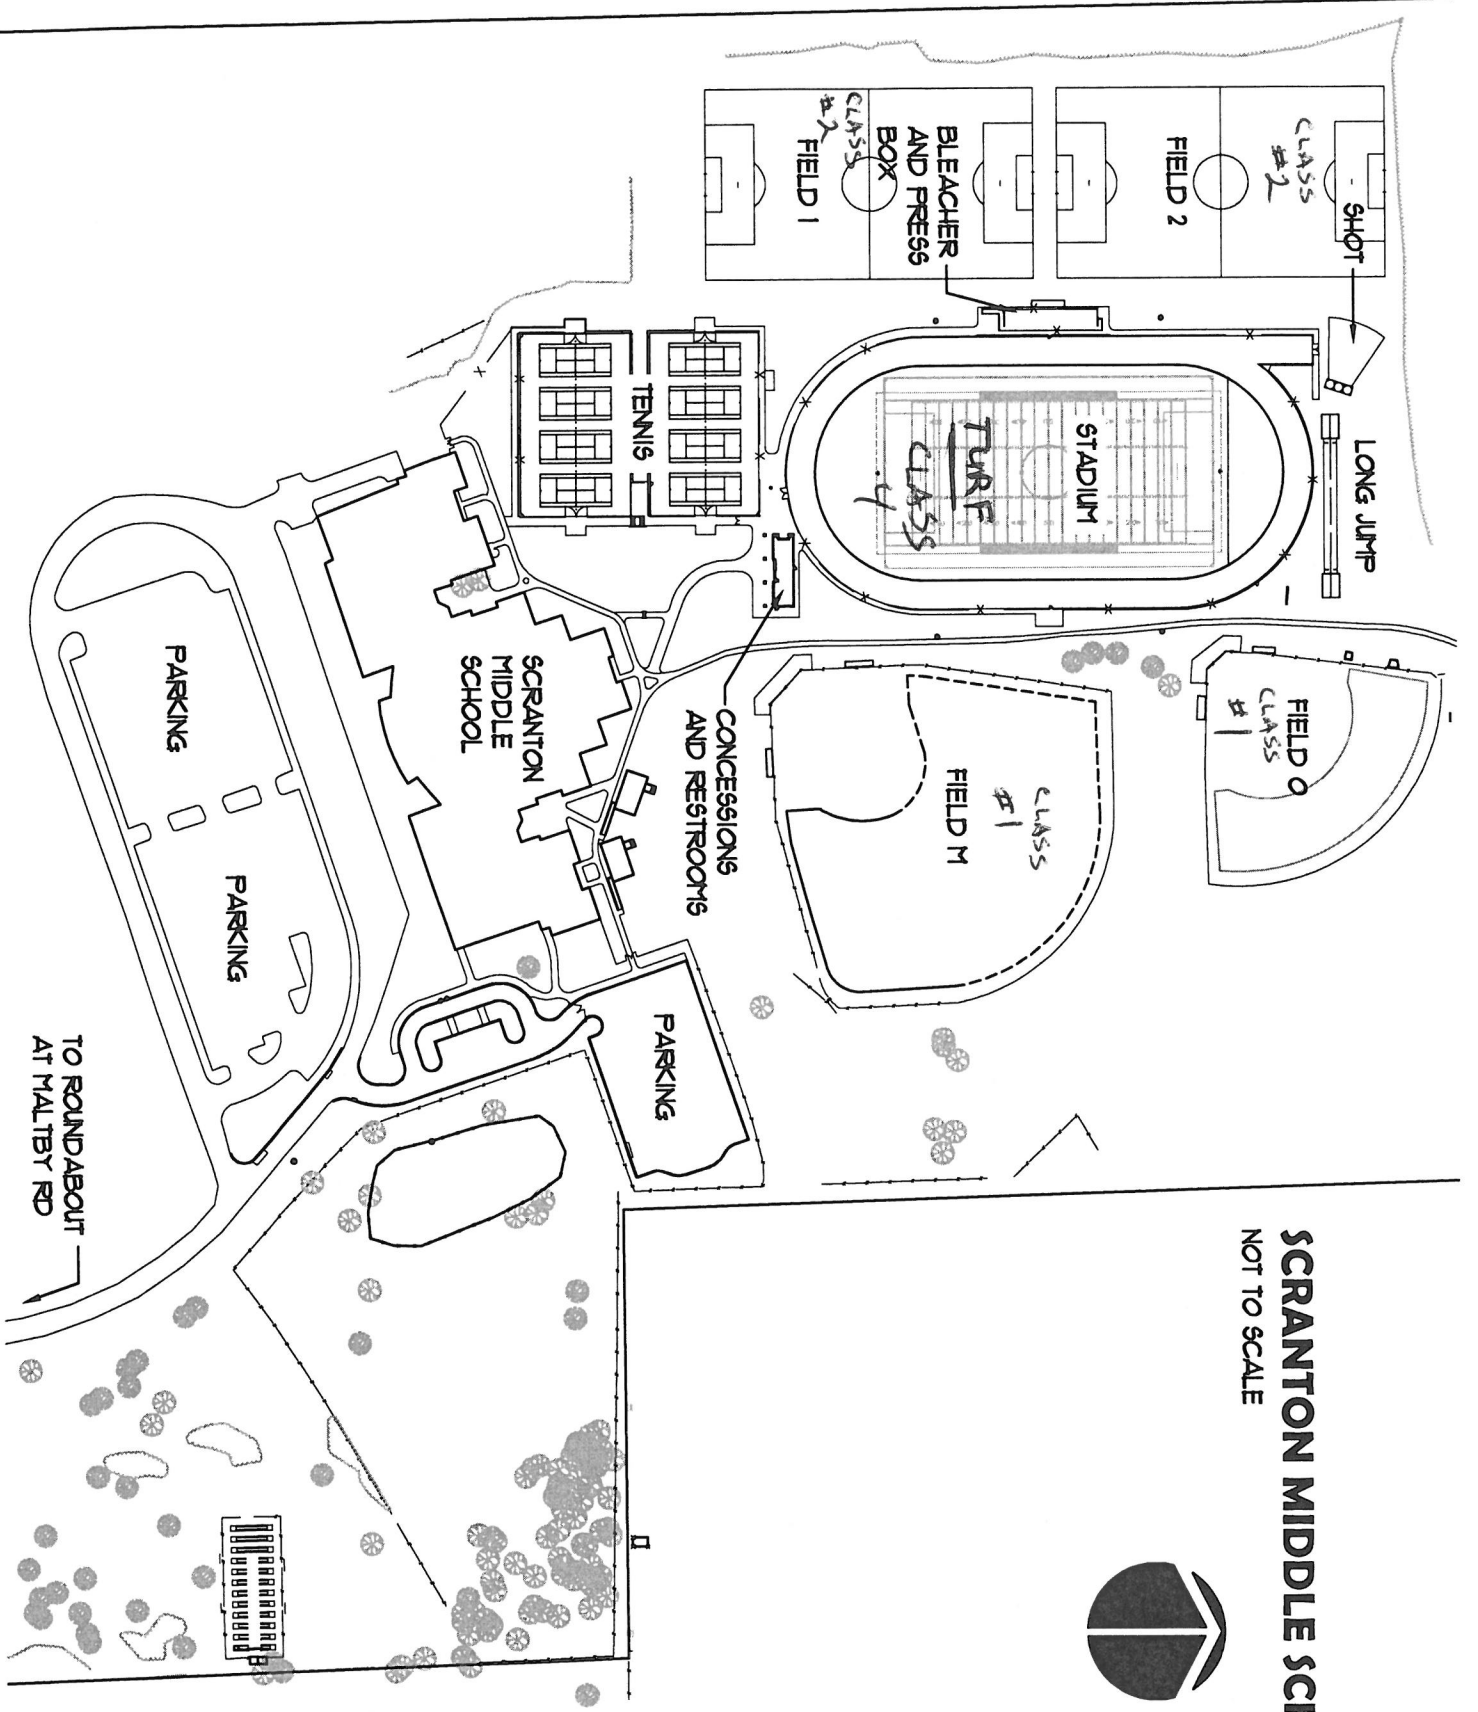 SCRANTON MIDDLE SC
NOT TO SCALE
SHOT
LONG JUMP
CLASS
#2
FIELD 2
FIELD O
CLASS
#1
STADIUM
TURF
CLASS
4
BLEACHER
AND PRESS
BOX
CLASS
#2
FIELD 1
CLASS
#1
FIELD M
CONCESSIONS
AND RESTROOMS
TENNIS
PARKING
SCRANTON
MIDDLE
SCHOOL
PARKING
PARKING
TO ROUNDABOUT
AT MALTBY RD